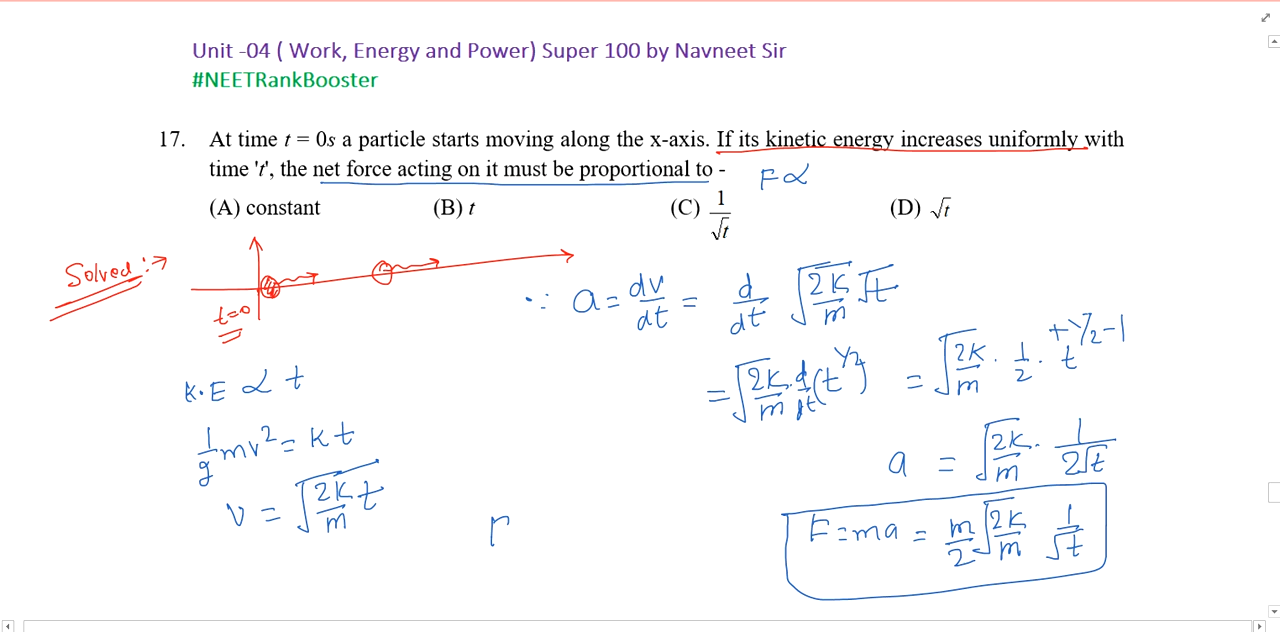 Unit -04 ( Work, Energy and Power) Super 100 by Navneet Sir
#NEETRankBooster
17. At time t = 0s a particle starts moving along the x-axis. If its kinetic energy increases uniformly with
time 't', the net force acting on it must be proportional to -
F∝
(A) constant (B) t (C) 1/√t (D) √t
Solved :→
t=0
K.E ∝ t
1/2 mv² = Kt
v = √(2K/m t)
∵ a = dv/dt = d/dt √(2K/m) √t
= √(2K/m) · d/dt (t^1/2) = √(2K/m) · 1/2 · t^+1/2-1
a = √(2K/m) · 1/2√t
F = ma = m/2 √(2K/m) 1/√t